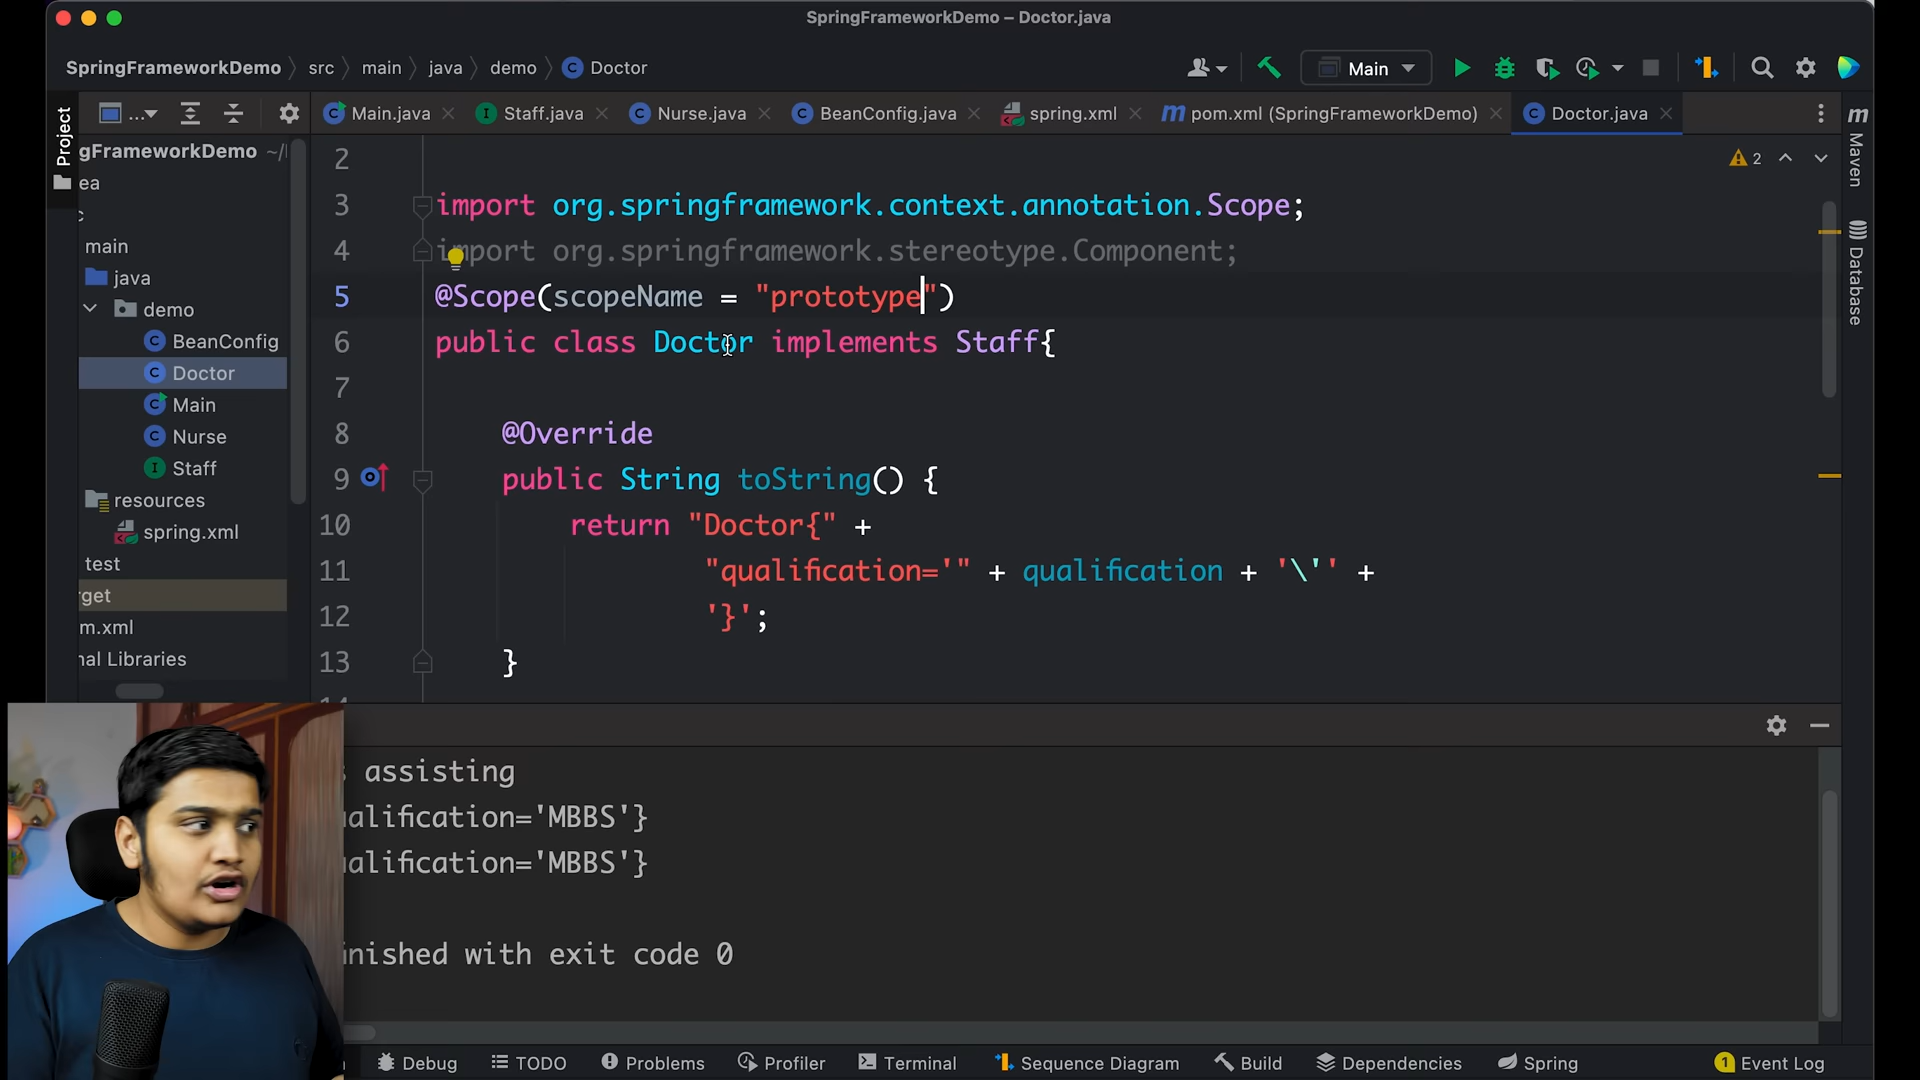 SpringFrameworkDemo – Doctor.java
SpringFrameworkDemo 〉 src 〉 main 〉 java 〉 demo 〉 Doctor
Main
Project
...
Main.java
Staff.java
Nurse.java
BeanConfig.java
spring.xml
pom.xml (SpringFrameworkDemo)
Doctor.java
Maven
Database
gFrameworkDemo ~/
ea
c
main
java
demo
BeanConfig
Doctor
Main
Nurse
Staff
resources
spring.xml
test
rget
m.xml
nal Libraries
2
2
3 import org.springframework.context.annotation.Scope;
4 import org.springframework.stereotype.Component;
5 @Scope(scopeName = "prototype")
6 public class Doctor implements Staff{
7
8 @Override
9 public String toString() {
10 return "Doctor{" +
11 "qualification='" + qualification + '\'' +
12 '}';
13 }
assisting
alification='MBBS'}
alification='MBBS'}
inished with exit code 0
Debug
TODO
Problems
Profiler
Terminal
Sequence Diagram
Build
Dependencies
Spring
1 Event Log